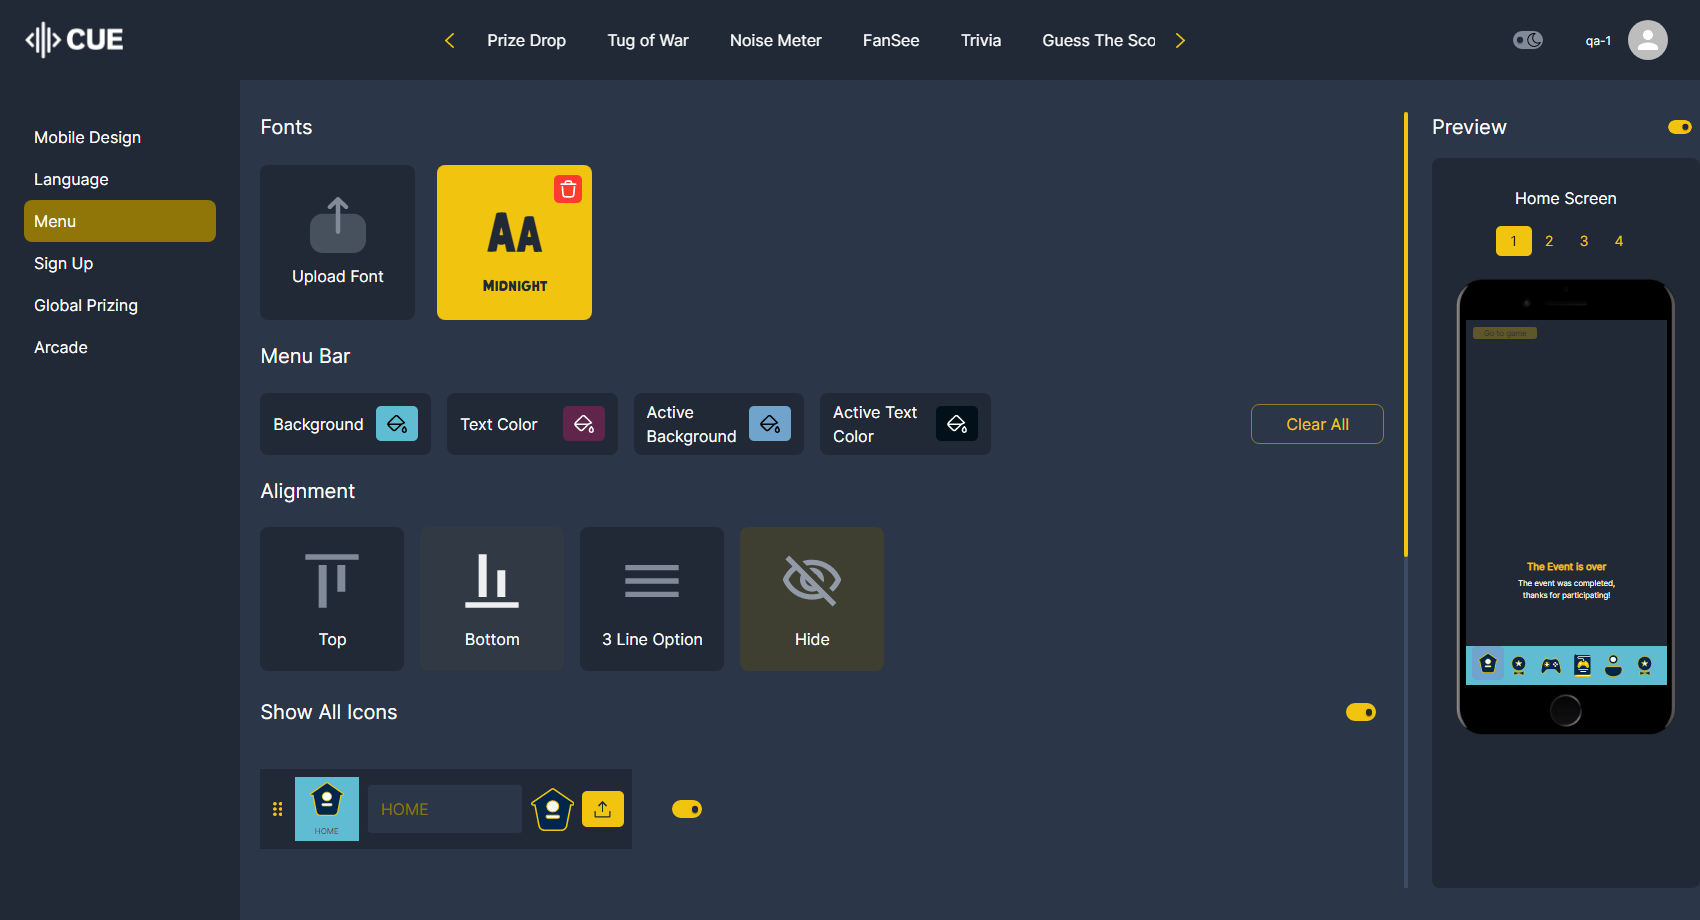 CUE
Prize Drop
Tug of War
Noise Meter
FanSee
Trivia
Guess The Sco
qa-1
Mobile Design
Language
Menu
Sign Up
Global Prizing
Arcade
Fonts
Upload Font
AA
MIDNIGHT
Menu Bar
Background
Text Color
Active
Background
Active Text
Color
Clear All
Alignment
Top
Bottom
3 Line Option
Hide
Show All Icons
HOME
HOME
Preview
Home Screen
1 2 3 4
Go to game
The Event is over
The event was completed,
thanks for participating!